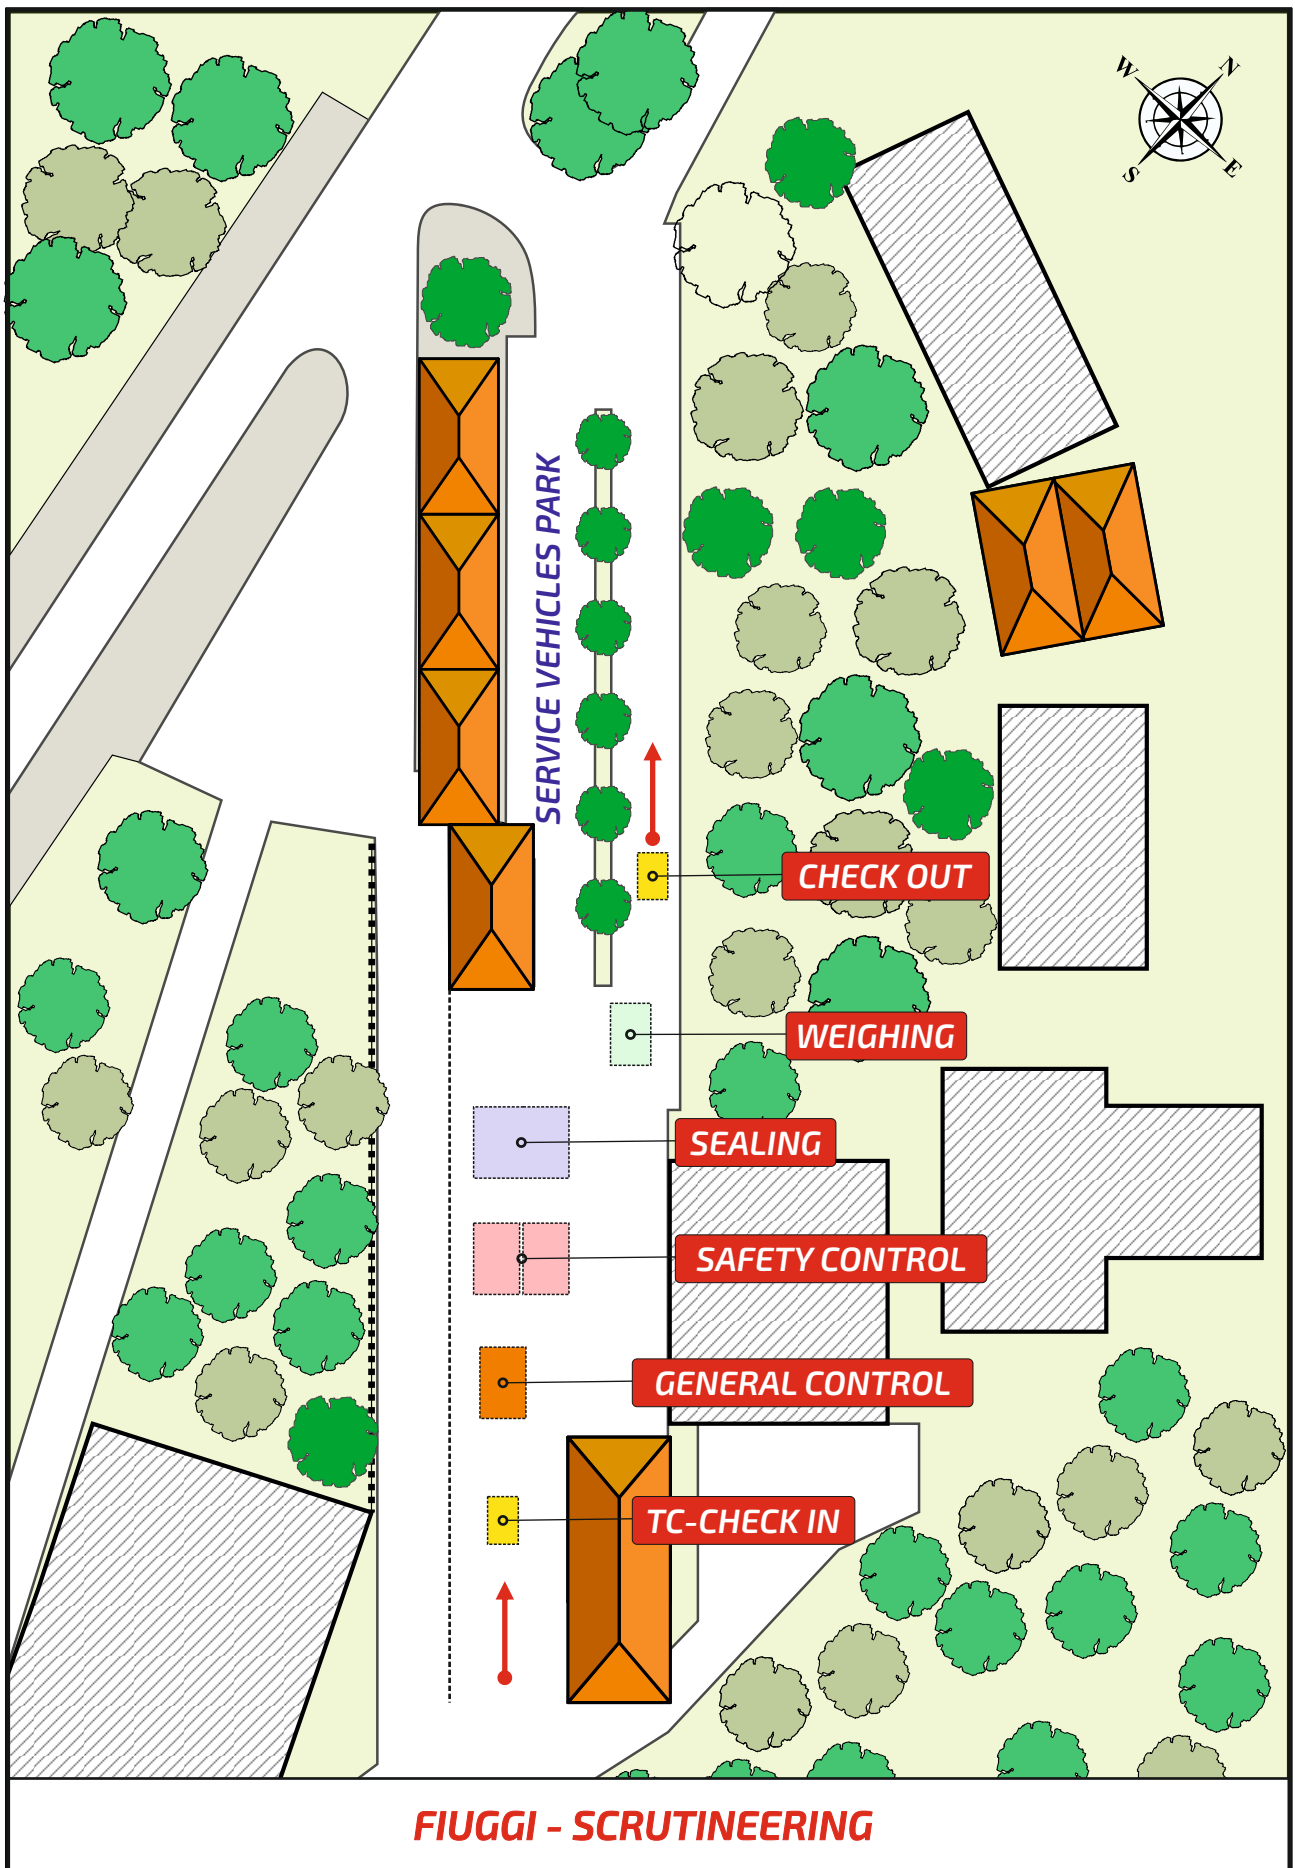 W
N
S
E
SERVICE VEHICLES PARK
CHECK OUT
WEIGHING
SEALING
SAFETY CONTROL
GENERAL CONTROL
TC-CHECK IN
FIUGGI - SCRUTINEERING